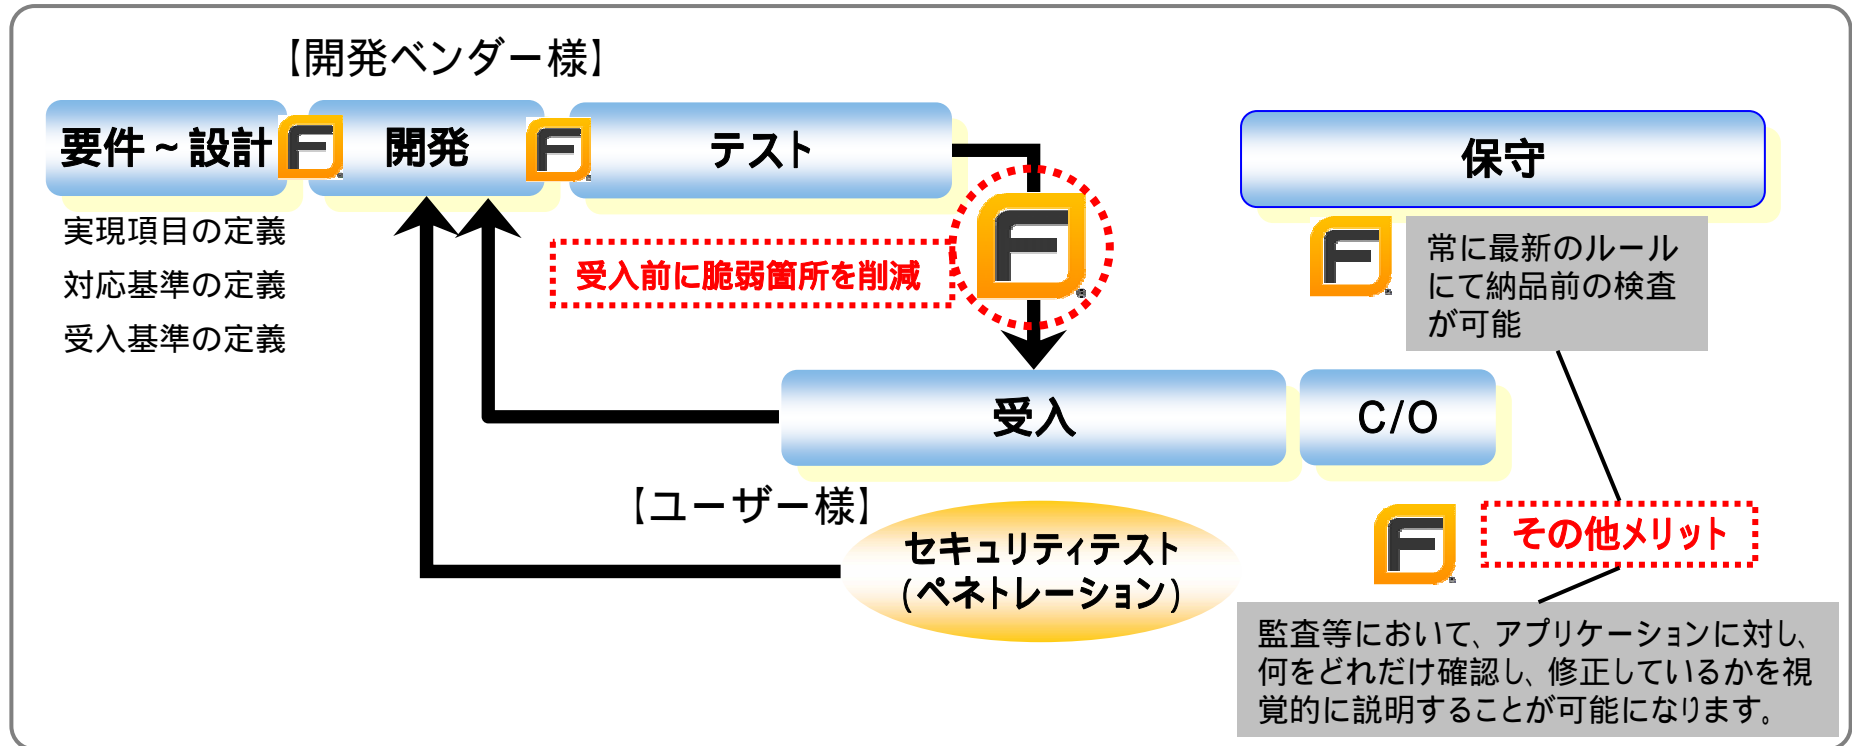 【開発ベンダー様】
要件～設計
F
開発
F
テスト
保守
実現項目の定義
対応基準の定義
受入基準の定義
受入前に脆弱箇所を削減
F
F
常に最新のルール
にて納品前の検査
が可能
受入
C/O
【ユーザー様】
セキュリティテスト
(ペネトレーション)
F
その他メリット
監査等において、アプリケーションに対し、
何をどれだけ確認し、修正しているかを視
覚的に説明することが可能になります。